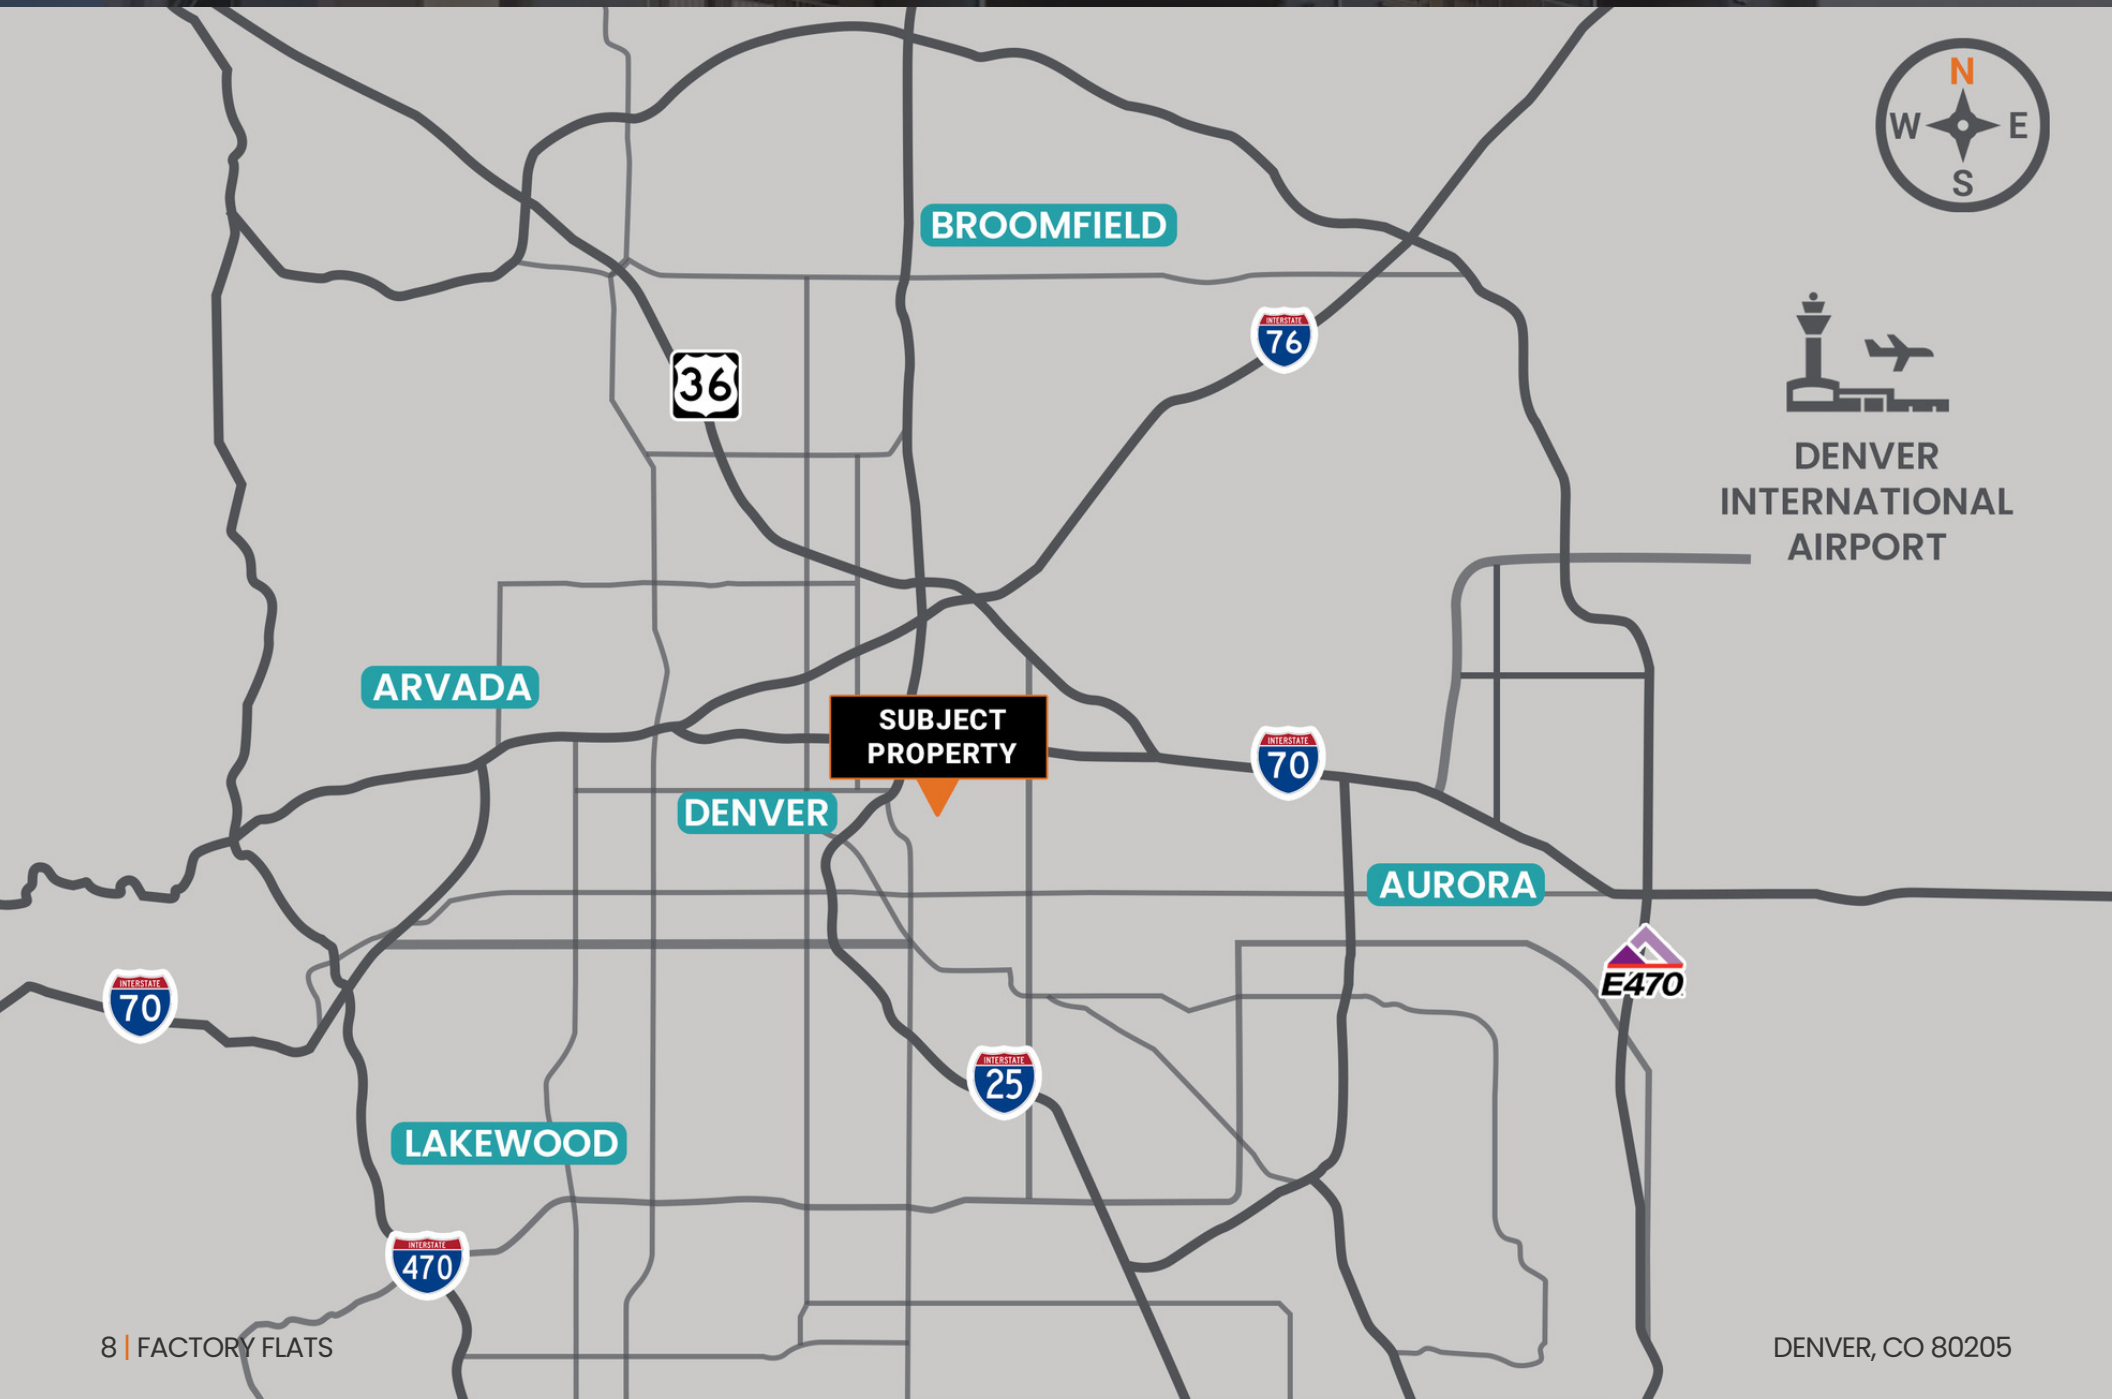 N
W E
S
BROOMFIELD
INTERSTATE
76
36
DENVER
INTERNATIONAL
AIRPORT
ARVADA
SUBJECT
PROPERTY
INTERSTATE
70
DENVER
AURORA
E470
INTERSTATE
70
INTERSTATE
25
LAKEWOOD
INTERSTATE
470
8 | FACTORY FLATS
DENVER, CO 80205